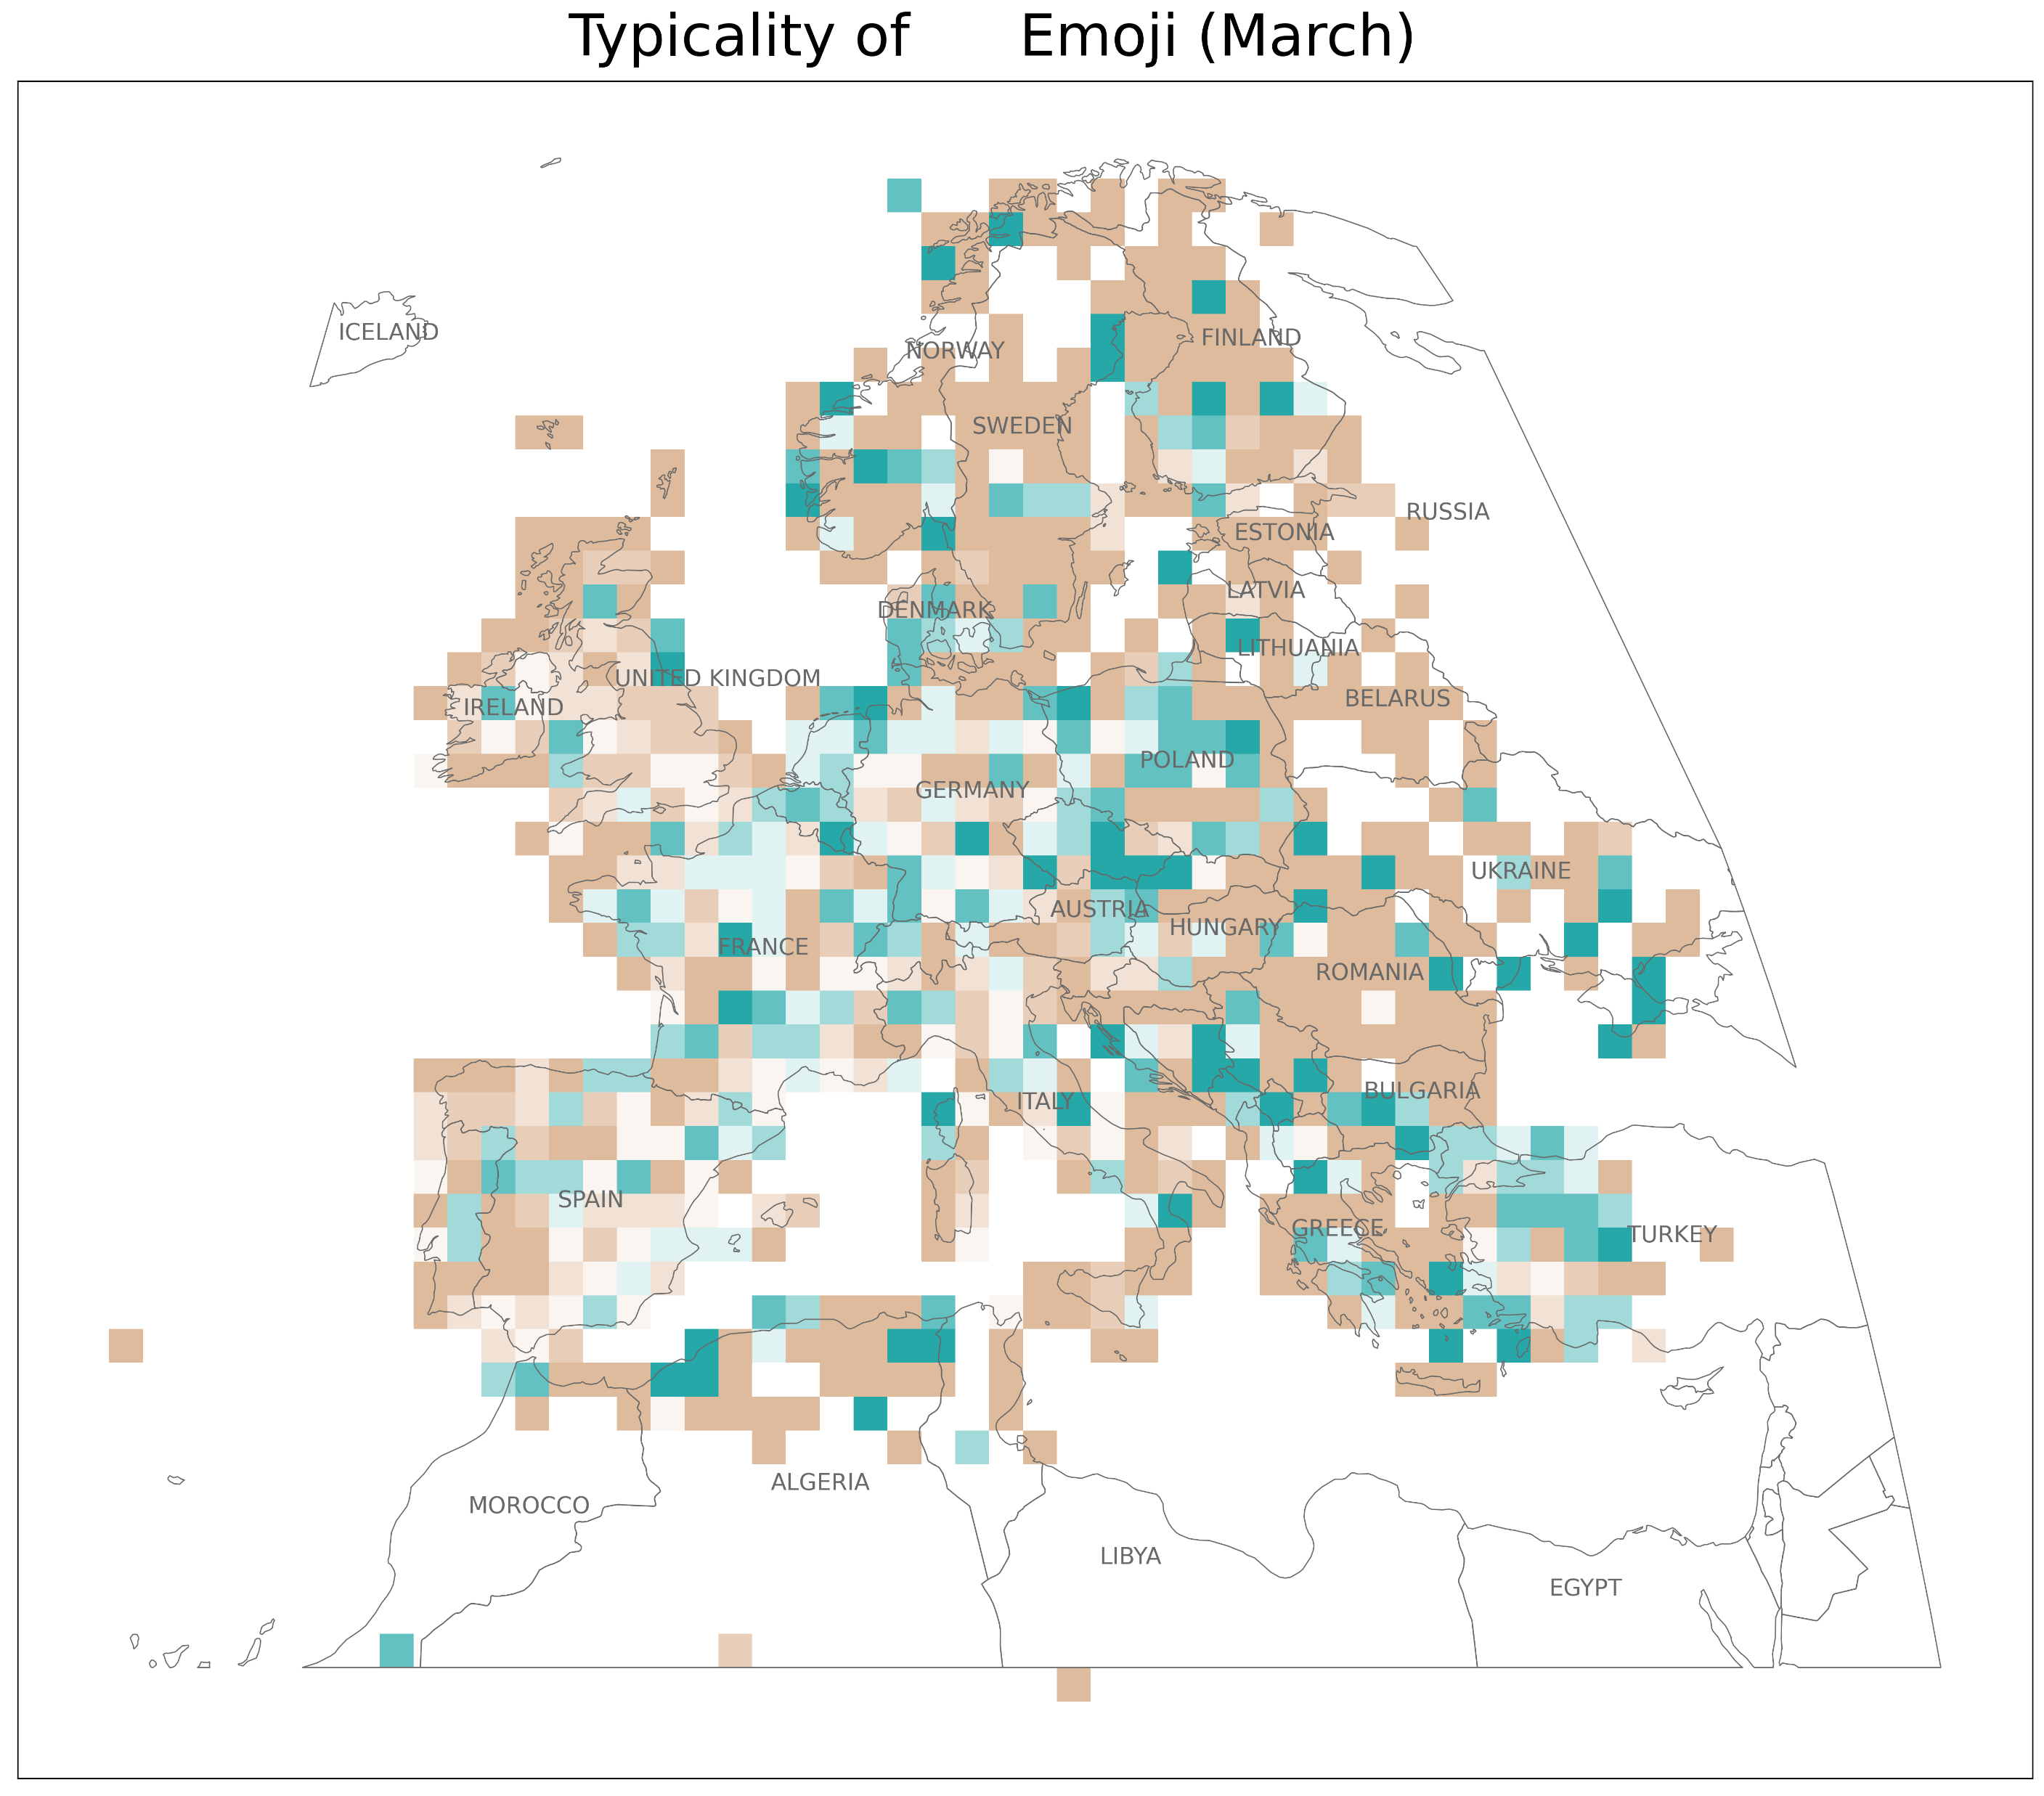 Typicality of Emoji (March)
ICELAND
NORWAY
FINLAND
SWEDEN
RUSSIA
ESTONIA
LATVIA
DENMARK
LITHUANIA
UNITED KINGDOM
BELARUS
IRELAND
POLAND
GERMANY
UKRAINE
AUSTRIA
HUNGARY
FRANCE
ROMANIA
BULGARIA
ITALY
SPAIN
GREECE
TURKEY
ALGERIA
MOROCCO
LIBYA
EGYPT